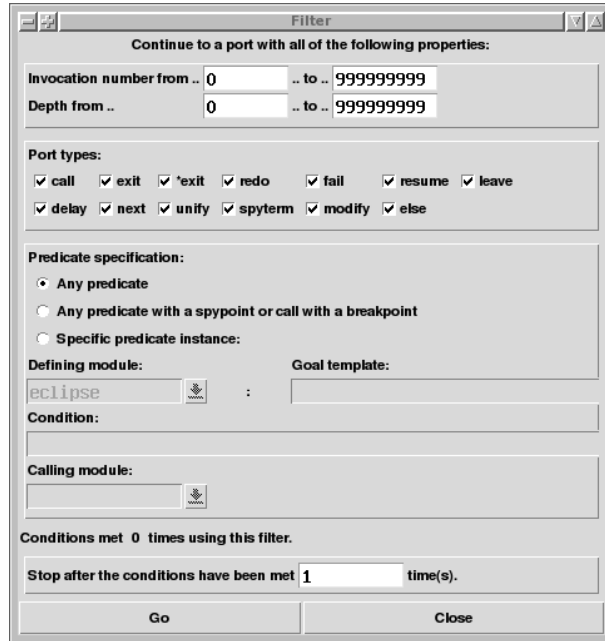 Filter
Continue to a port with all of the following properties:
Invocation number from .. 0 .. to .. 999999999
Depth from .. 0 .. to .. 999999999
Port types:
call exit *exit redo fail resume leave
delay next unify spyterm modify else
Predicate specification:
Any predicate
Any predicate with a spypoint or call with a breakpoint
Specific predicate instance:
Defining module: Goal template:
eclipse :
Condition:
Calling module:
Conditions met 0 times using this filter.
Stop after the conditions have been met 1 time(s).
Go Close